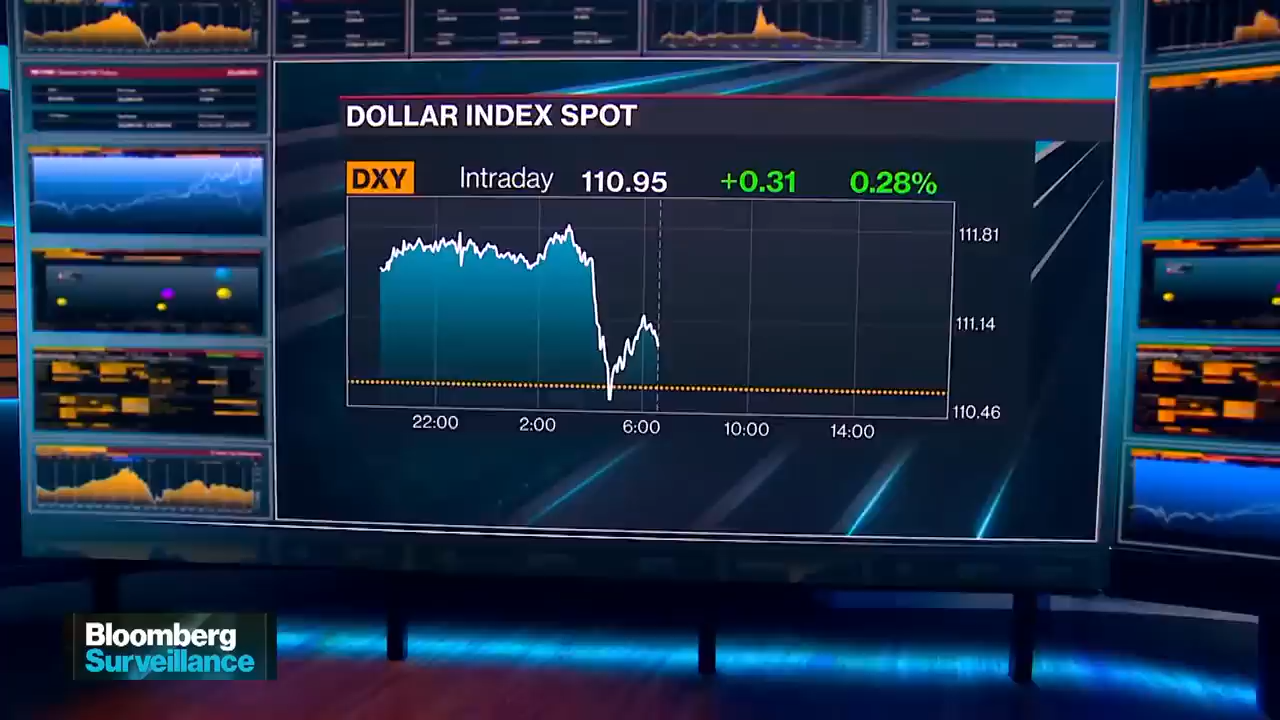 DOLLAR INDEX SPOT
DXY Intraday 110.95 +0.31 0.28%
111.81
111.14
110.46
22:00 2:00 6:00 10:00 14:00
Bloomberg
Surveillance